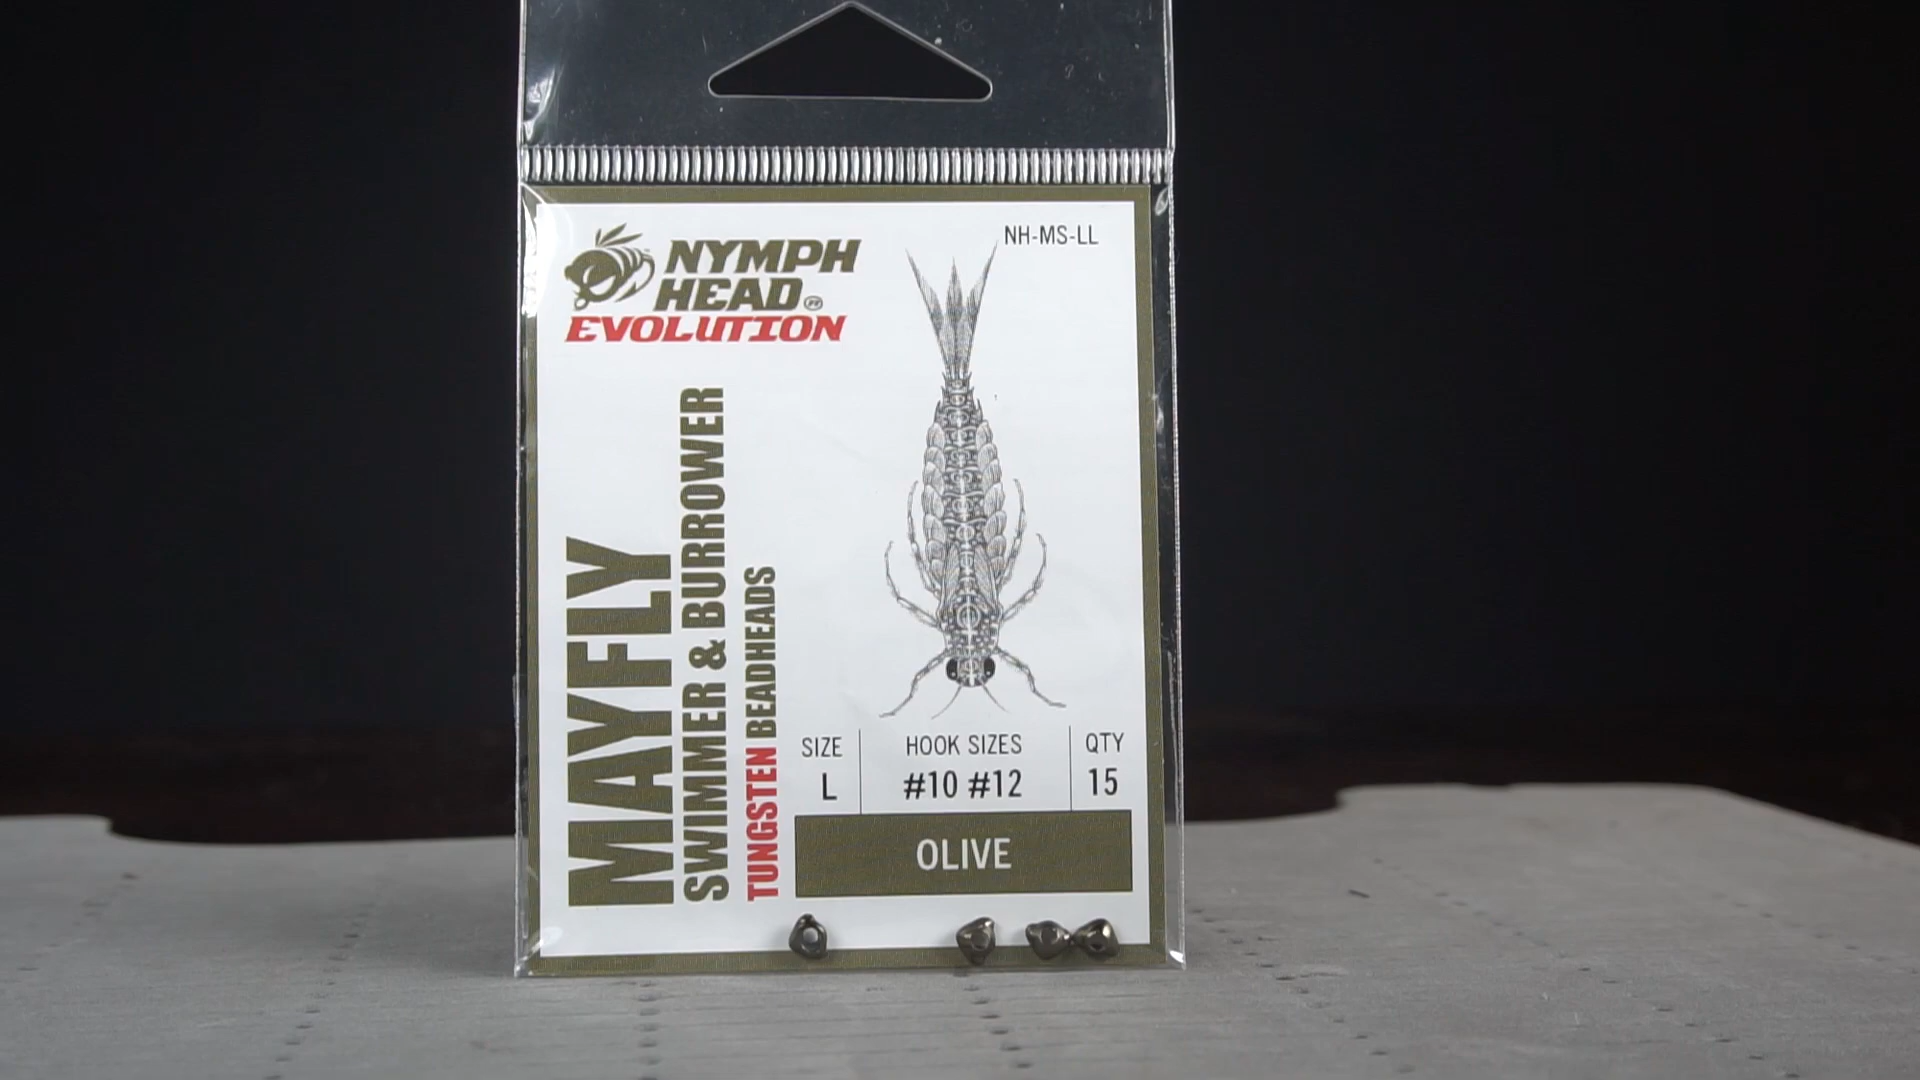 NYMPH
HEAD®
EVOLUTION
NH-MS-LL
MAYFLY
SWIMMER & BURROWER
TUNGSTEN BEADHEADS
SIZE
L
HOOK SIZES
#10 #12
QTY
15
OLIVE